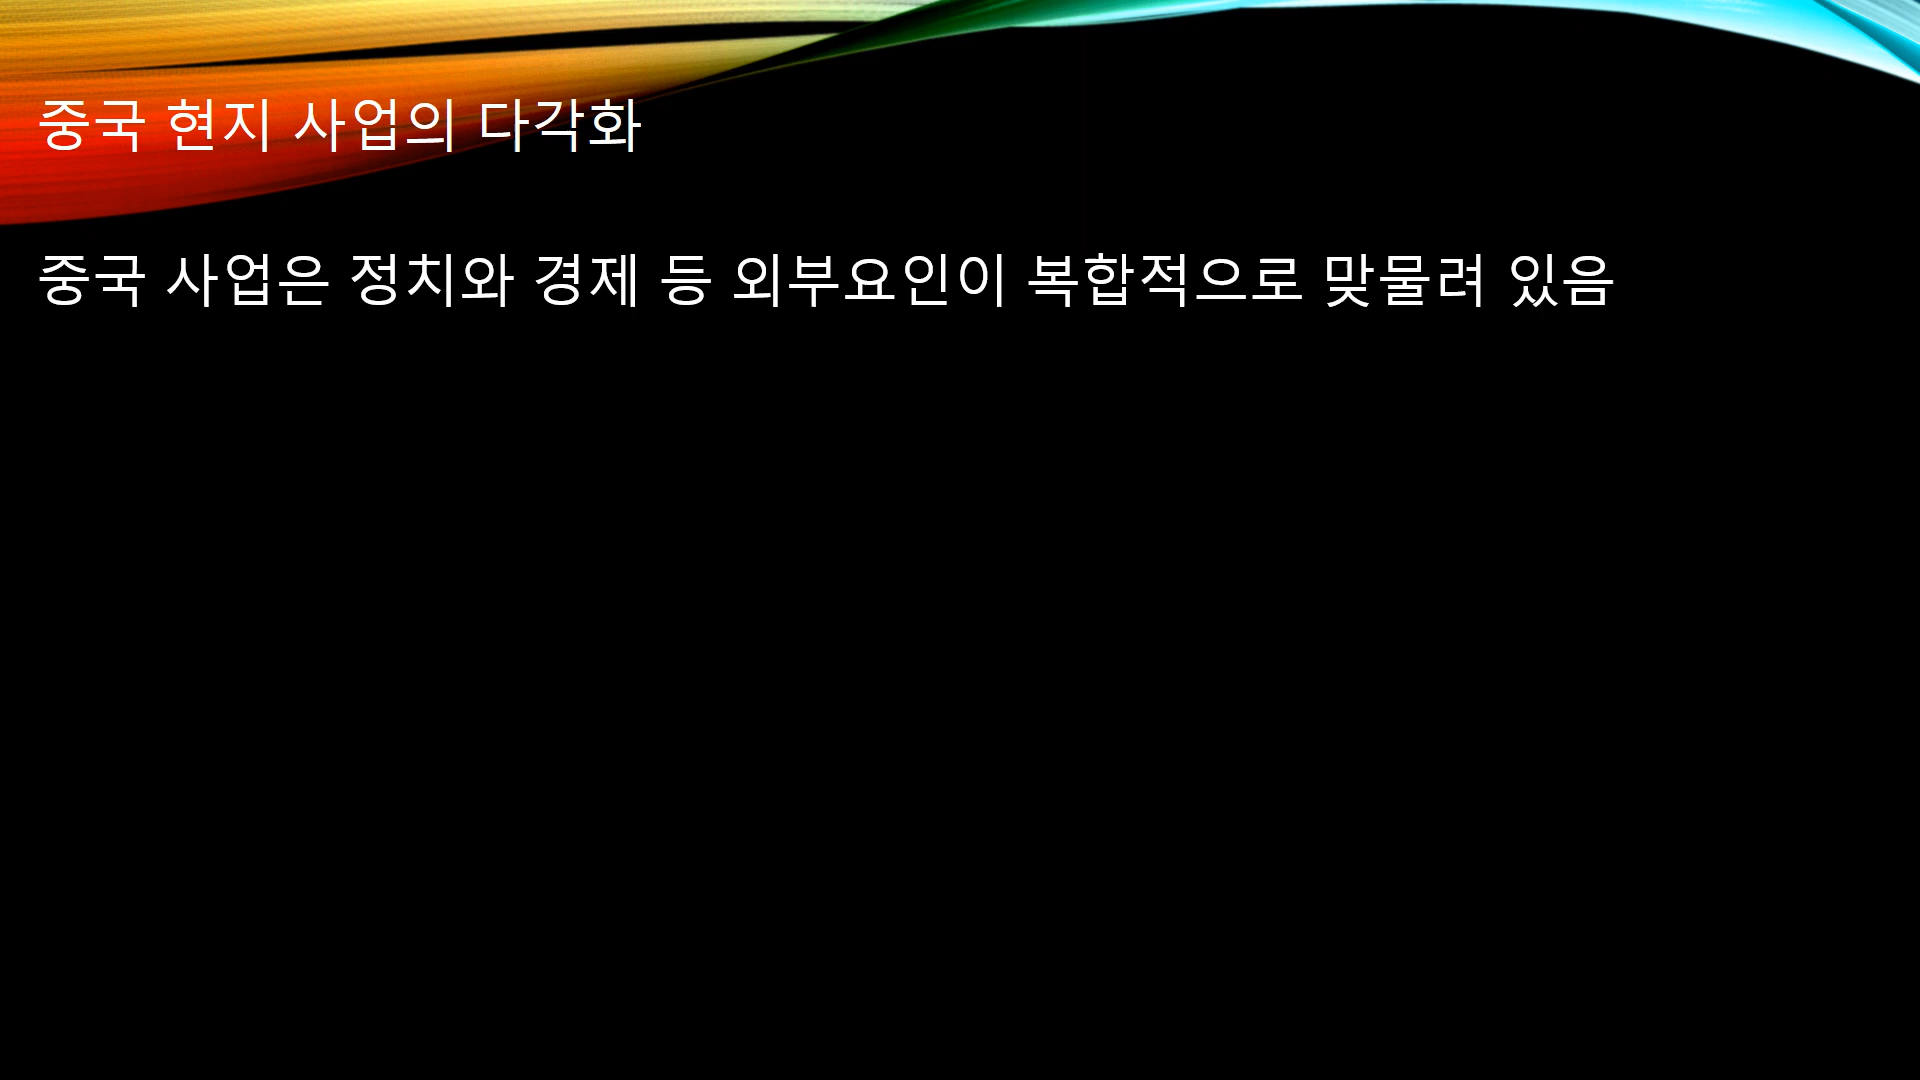 중국 현지 사업의 다각화
중국 사업은 정치와 경제 등 외부요인이 복합적으로 맞물려 있음